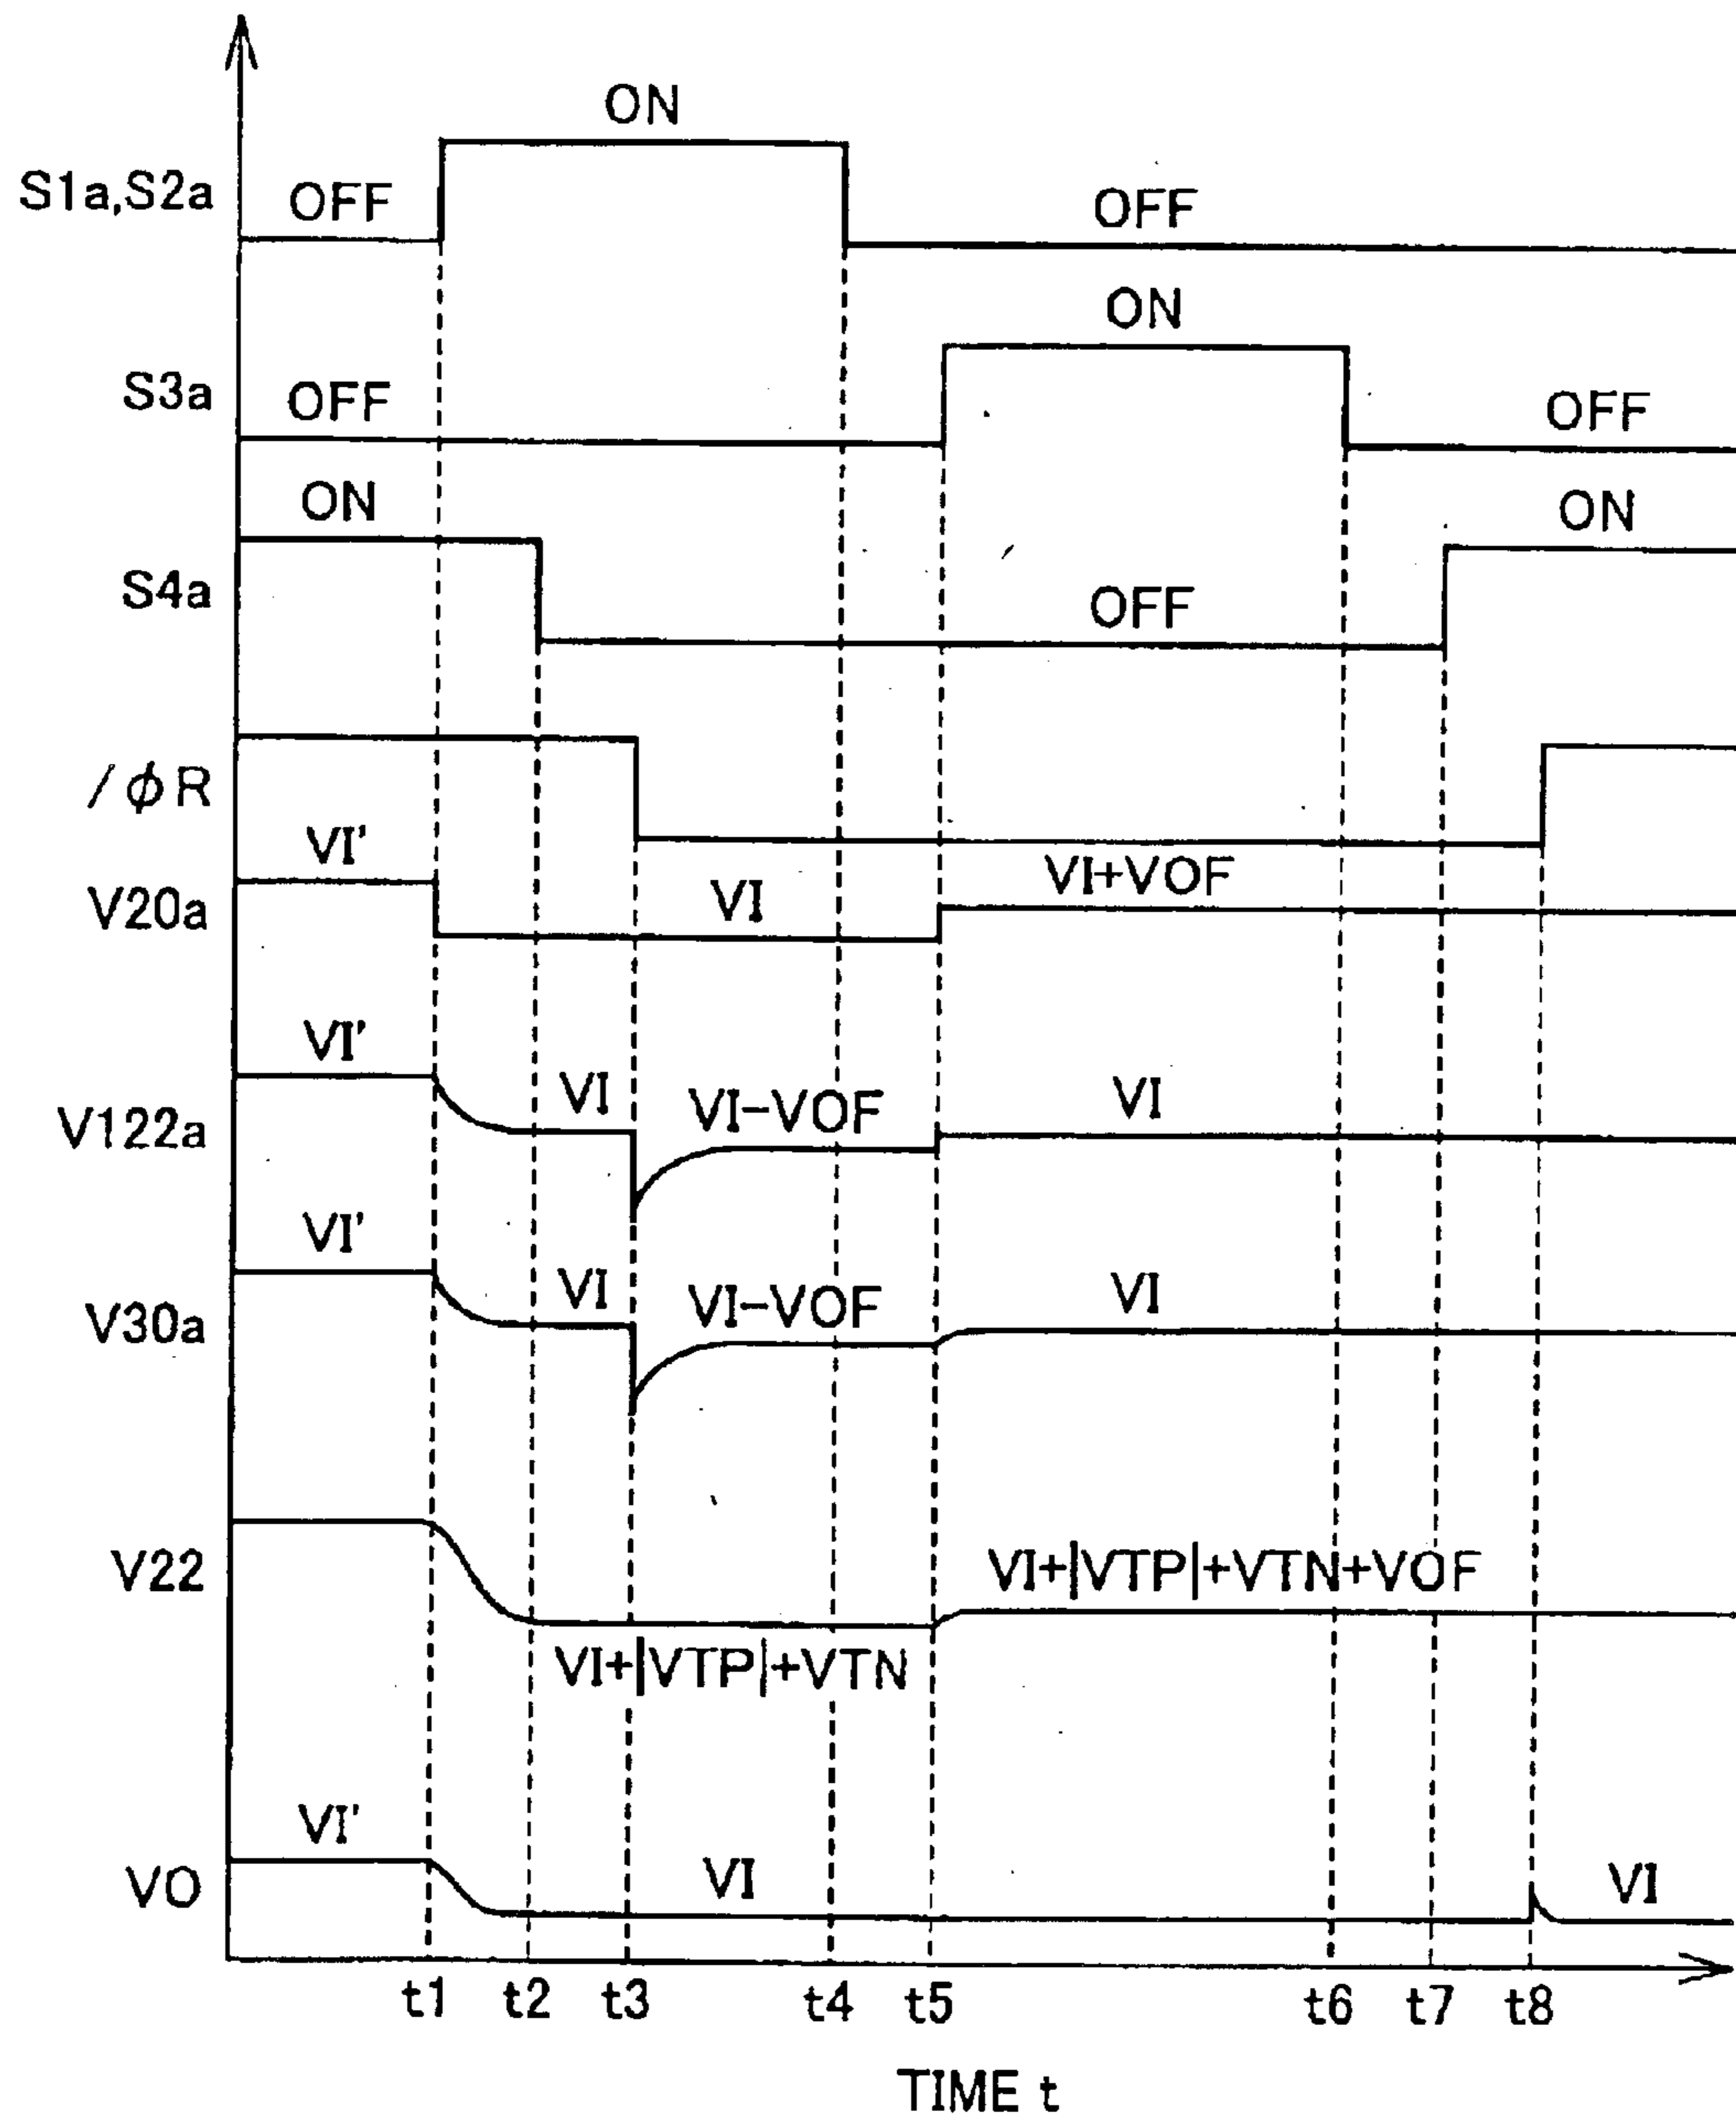 ON
S1a,S2a OFF OFF
ON
S3a OFF OFF
ON ON
S4a OFF
/φR
VI' VI+VOF
V20a VI
VI' VI VI-VOF VI
V122a
VI' VI VI-VOF VI
V30a
V22 VI+|VTP|+VTN+VOF
VI+|VTP|+VTN
VI' VI VI
VO
t1 t2 t3 t4 t5 t6 t7 t8
TIME t